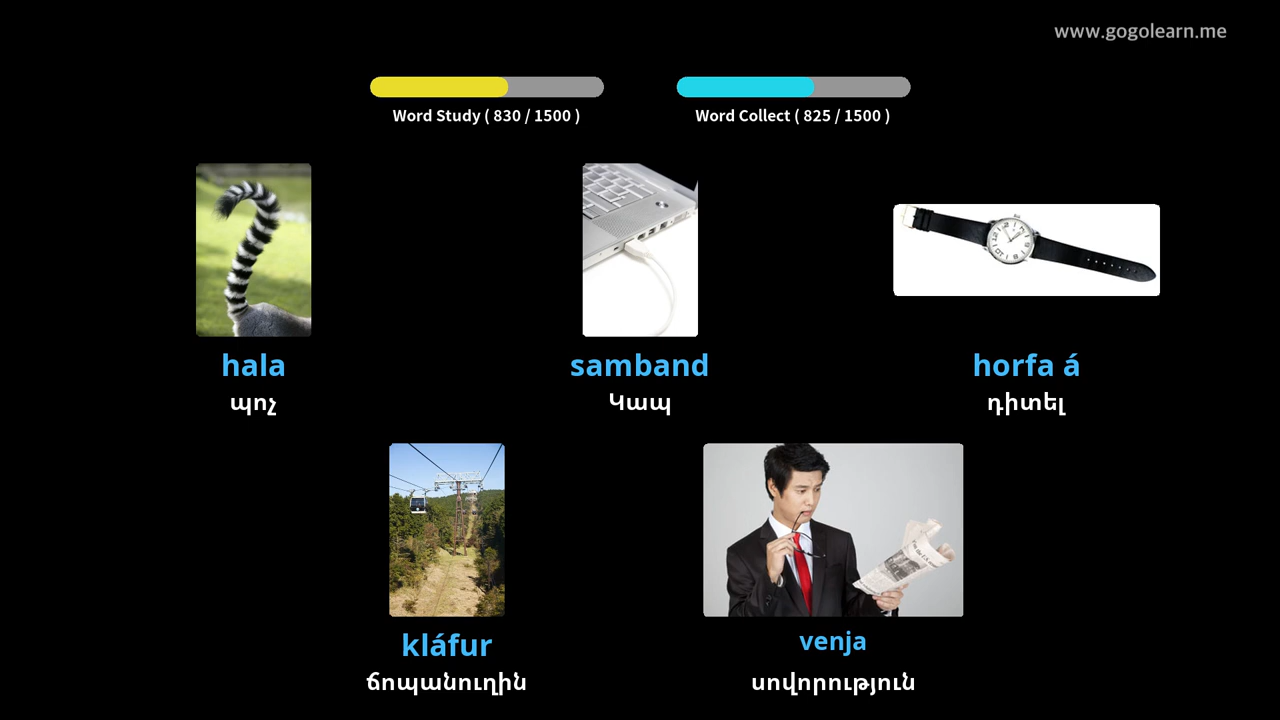 www.gogolearn.me
Word Study ( 830 / 1500 )
Word Collect ( 825 / 1500 )
hala
պոչ
samband
Կապ
horfa á
դիտել
kláfur
ճոպանուղին
venja
սովորություն